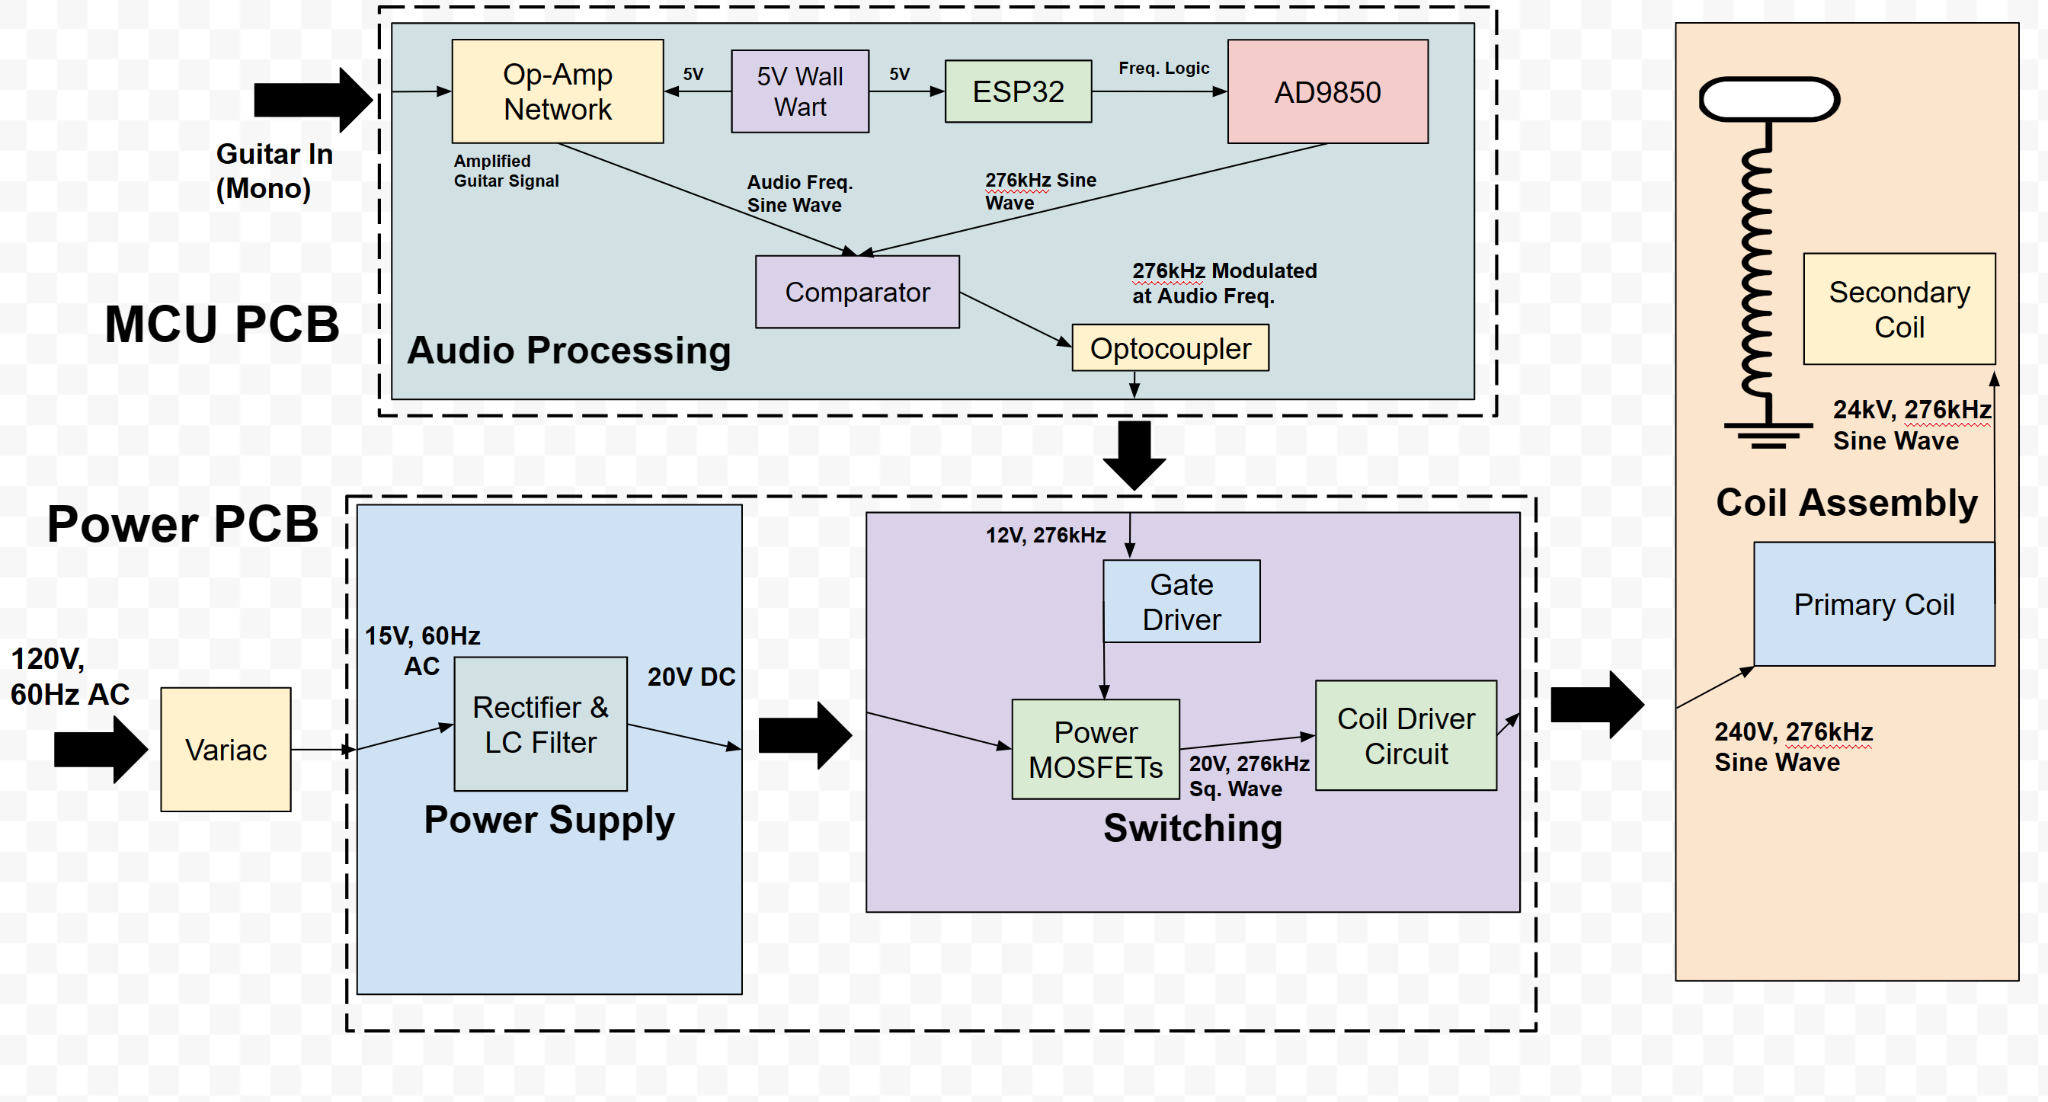 Op-Amp
Network
5V
5V Wall
Wart
5V
ESP32
Freq. Logic
AD9850
Guitar In
(Mono)
Amplified
Guitar Signal
Audio Freq.
Sine Wave
276kHz Sine
Wave
Comparator
276kHz Modulated
at Audio Freq.
Optocoupler
MCU PCB
Audio Processing
Secondary
Coil
24kV, 276kHz
Sine Wave
Coil Assembly
Primary Coil
240V, 276kHz
Sine Wave
Power PCB
12V, 276kHz
Gate
Driver
120V,
60Hz AC
Variac
15V, 60Hz
AC
Rectifier &
LC Filter
20V DC
Power Supply
Power
MOSFETs
20V, 276kHz
Sq. Wave
Coil Driver
Circuit
Switching